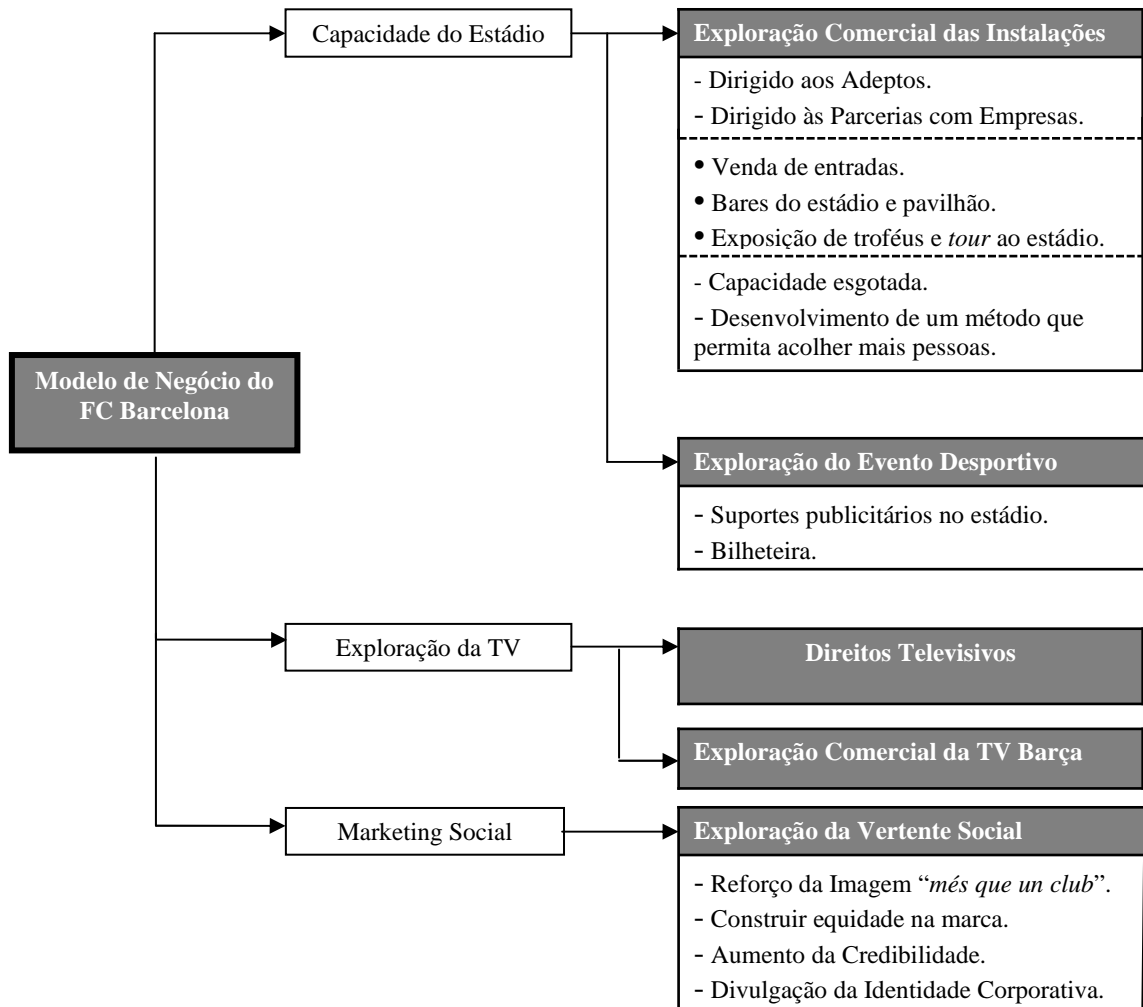 Capacidade do Estádio
Exploração Comercial das Instalações
- Dirigido aos Adeptos.
- Dirigido às Parcerias com Empresas.
• Venda de entradas.
• Bares do estádio e pavilhão.
• Exposição de troféus e tour ao estádio.
- Capacidade esgotada.
- Desenvolvimento de um método que
permita acolher mais pessoas.
Modelo de Negócio do
FC Barcelona
Exploração do Evento Desportivo
- Suportes publicitários no estádio.
- Bilheteira.
Exploração da TV
Direitos Televisivos
Exploração Comercial da TV Barça
Marketing Social
Exploração da Vertente Social
- Reforço da Imagem “més que un club”.
- Construir equidade na marca.
- Aumento da Credibilidade.
- Divulgação da Identidade Corporativa.